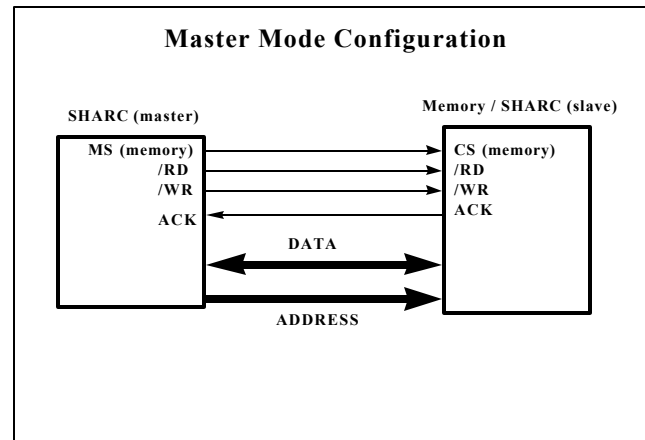 Master Mode Configuration
SHARC (master)
Memory / SHARC (slave)
MS (memory)
CS (memory)
/RD
/RD
/WR
/WR
ACK
ACK
DATA
ADDRESS